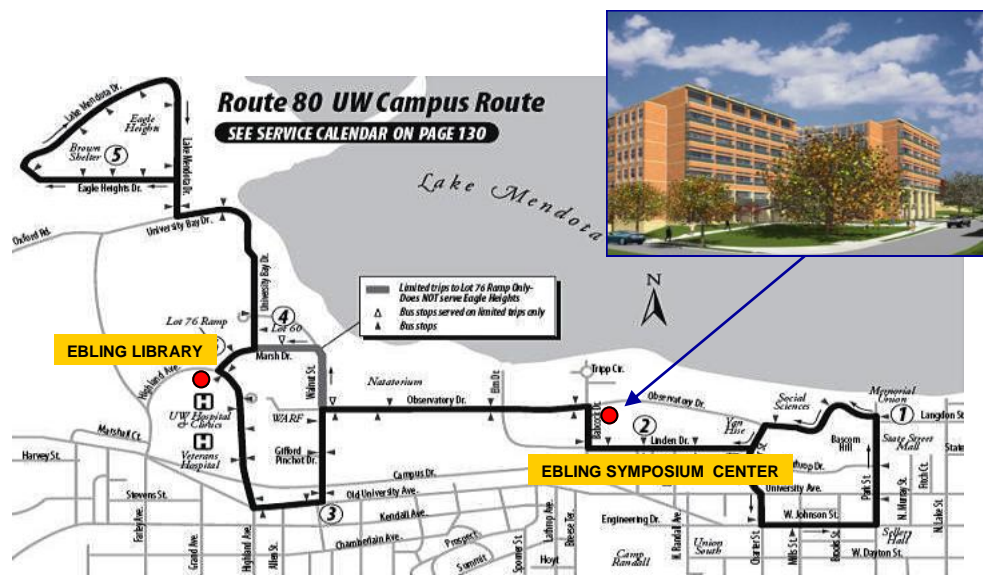 Route 80 UW Campus Route
SEE SERVICE CALENDAR ON PAGE 130
Lake Mendota Dr.
Eagle
Heights
Brown
Shelter
5
Lake Mendota Dr.
Eagle Heights Dr.
University Bay Dr.
Oxford Rd.
Lake Mendota
N
University Bay Dr.
Limited trips to Lot 76 Ramp Only-
Does NOT serve Eagle Heights
Bus stops served on limited trips only
Bus stops
4
Lot 76 Ramp
Lot 60
EBLING LIBRARY
Marsh Dr.
Highland Ave.
Walnut St.
Natatorium
Elm Dr.
Tripp Cir.
Observatory Dr.
Observatory Dr.
Babcock Dr.
2
Social
Sciences
Memorial
Union
1
Langdon St.
H
UW Hospital
& Clinics
H
Veterans
Hospital
WARF
Gifford
Pinchot Dr.
Van
Hise
Linden Dr.
Bascom
Hill
State Street
Mall
State
Marshall Ct.
Harvey St.
EBLING SYMPOSIUM CENTER
Campus Dr.
University Ave.
Park St.
N. Murray St.
Fitch Ct.
N. Lake St.
Stevens St.
Old University Ave.
3
Kendall Ave.
Chamberlain Ave.
Engineering Dr.
W. Johnson St.
Sellery
Hall
W. Dayton St.
Farley Ave.
Grand Ave.
Highland Ave.
Allen St.
Prospect
Summit
Spooner St.
Lathrop Ave.
Breese Ter.
Hoyt
Camp
Randall
N. Randall Ave.
Union
South
Charter St.
Mills St.
Brooks St.